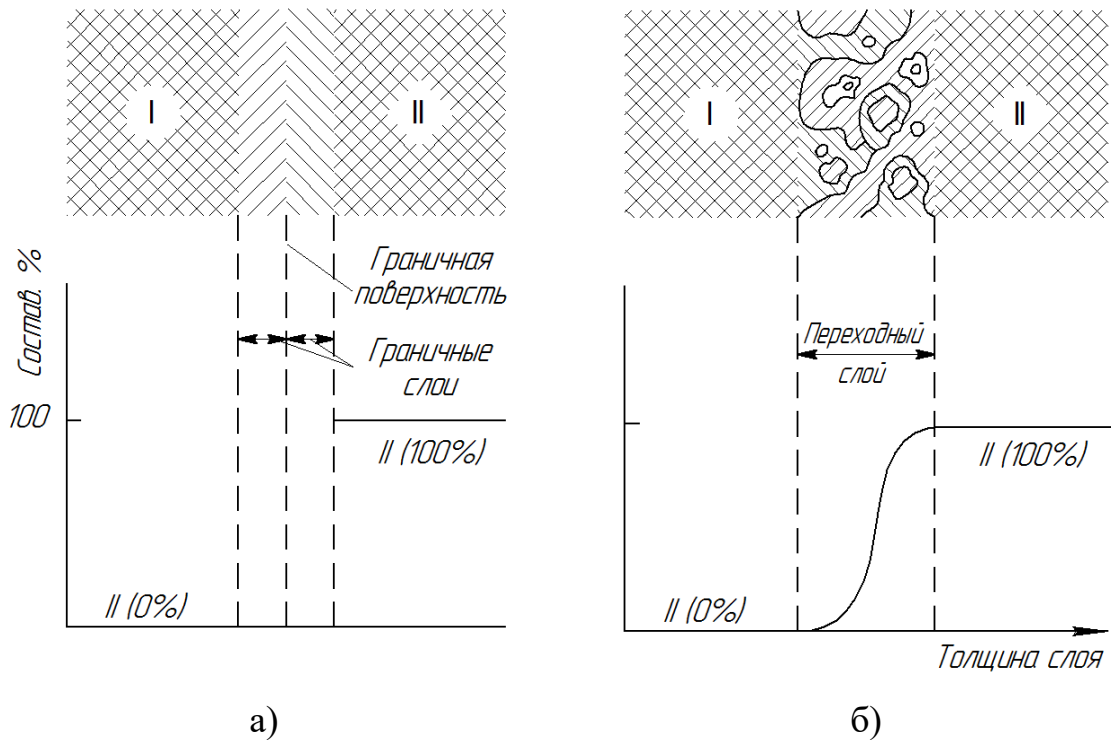 I
II
I
II
Граничная
поверхность
Граничные
слои
Состав. %
100
II (100%)
II (0%)
Переходный
слой
II (100%)
II (0%)
Толщина слоя
а)
б)